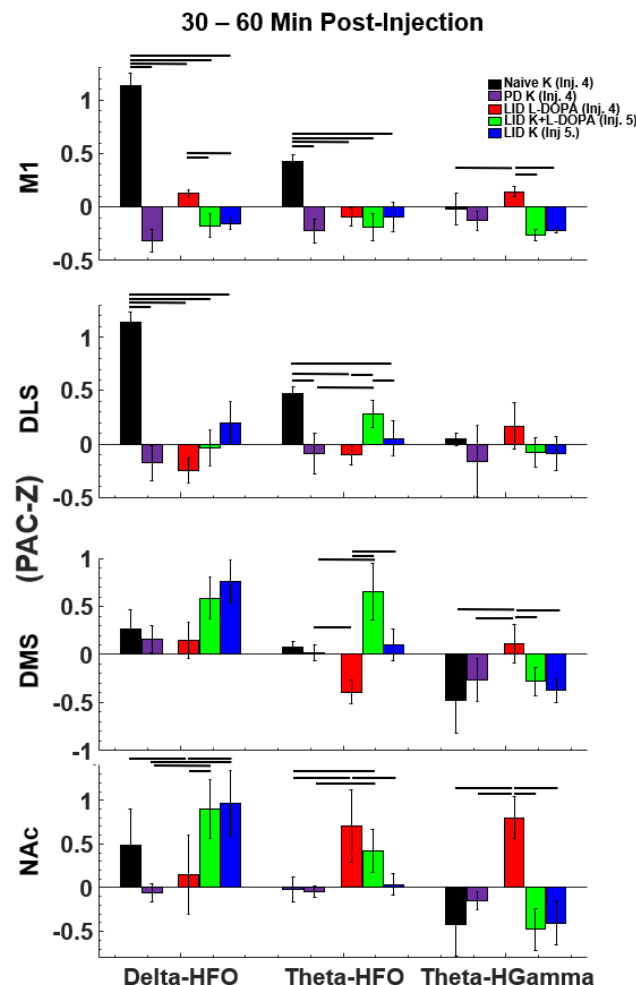 30 – 60 Min Post-Injection
Naive K (Inj. 4)
PD K (Inj. 4)
LID L-DOPA (Inj. 4)
LID K+L-DOPA (Inj. 5)
LID K (Inj 5.)
M1
1
0.5
0
-0.5
DLS
1
0.5
0
-0.5
(PAC-Z)
DMS
1
0.5
0
-0.5
-1
NAc
1
0.5
0
-0.5
Delta-HFO Theta-HFO Theta-HGamma